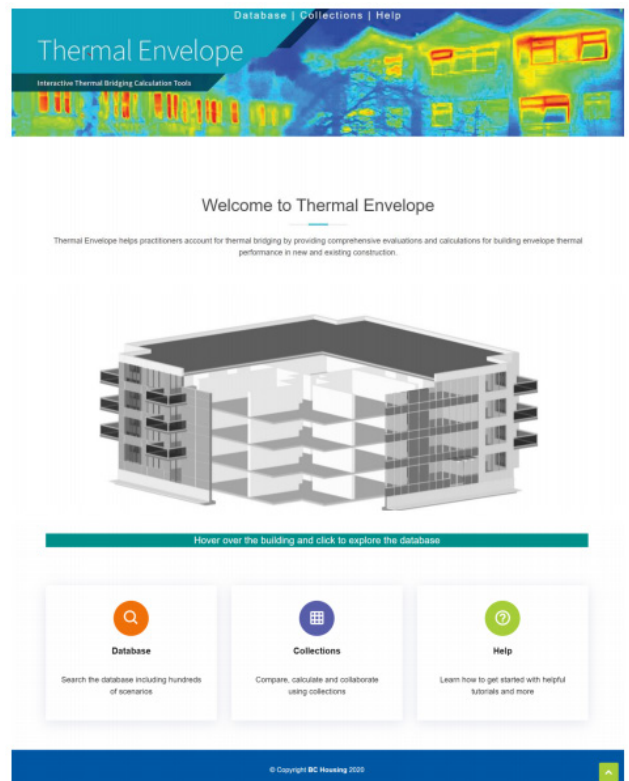 Database | Collections | Help
Thermal Envelope
Interactive Thermal Bridging Calculation Tools
Welcome to Thermal Envelope
Thermal Envelope helps practitioners account for thermal bridging by providing comprehensive evaluations and calculations for building envelope thermal
performance in new and existing construction.
Hover over the building and click to explore the database
Database
Search the database including hundreds
of scenarios
Collections
Compare, calculate and collaborate
using collections
Help
Learn how to get started with helpful
tutorials and more
© Copyright BC Housing 2020